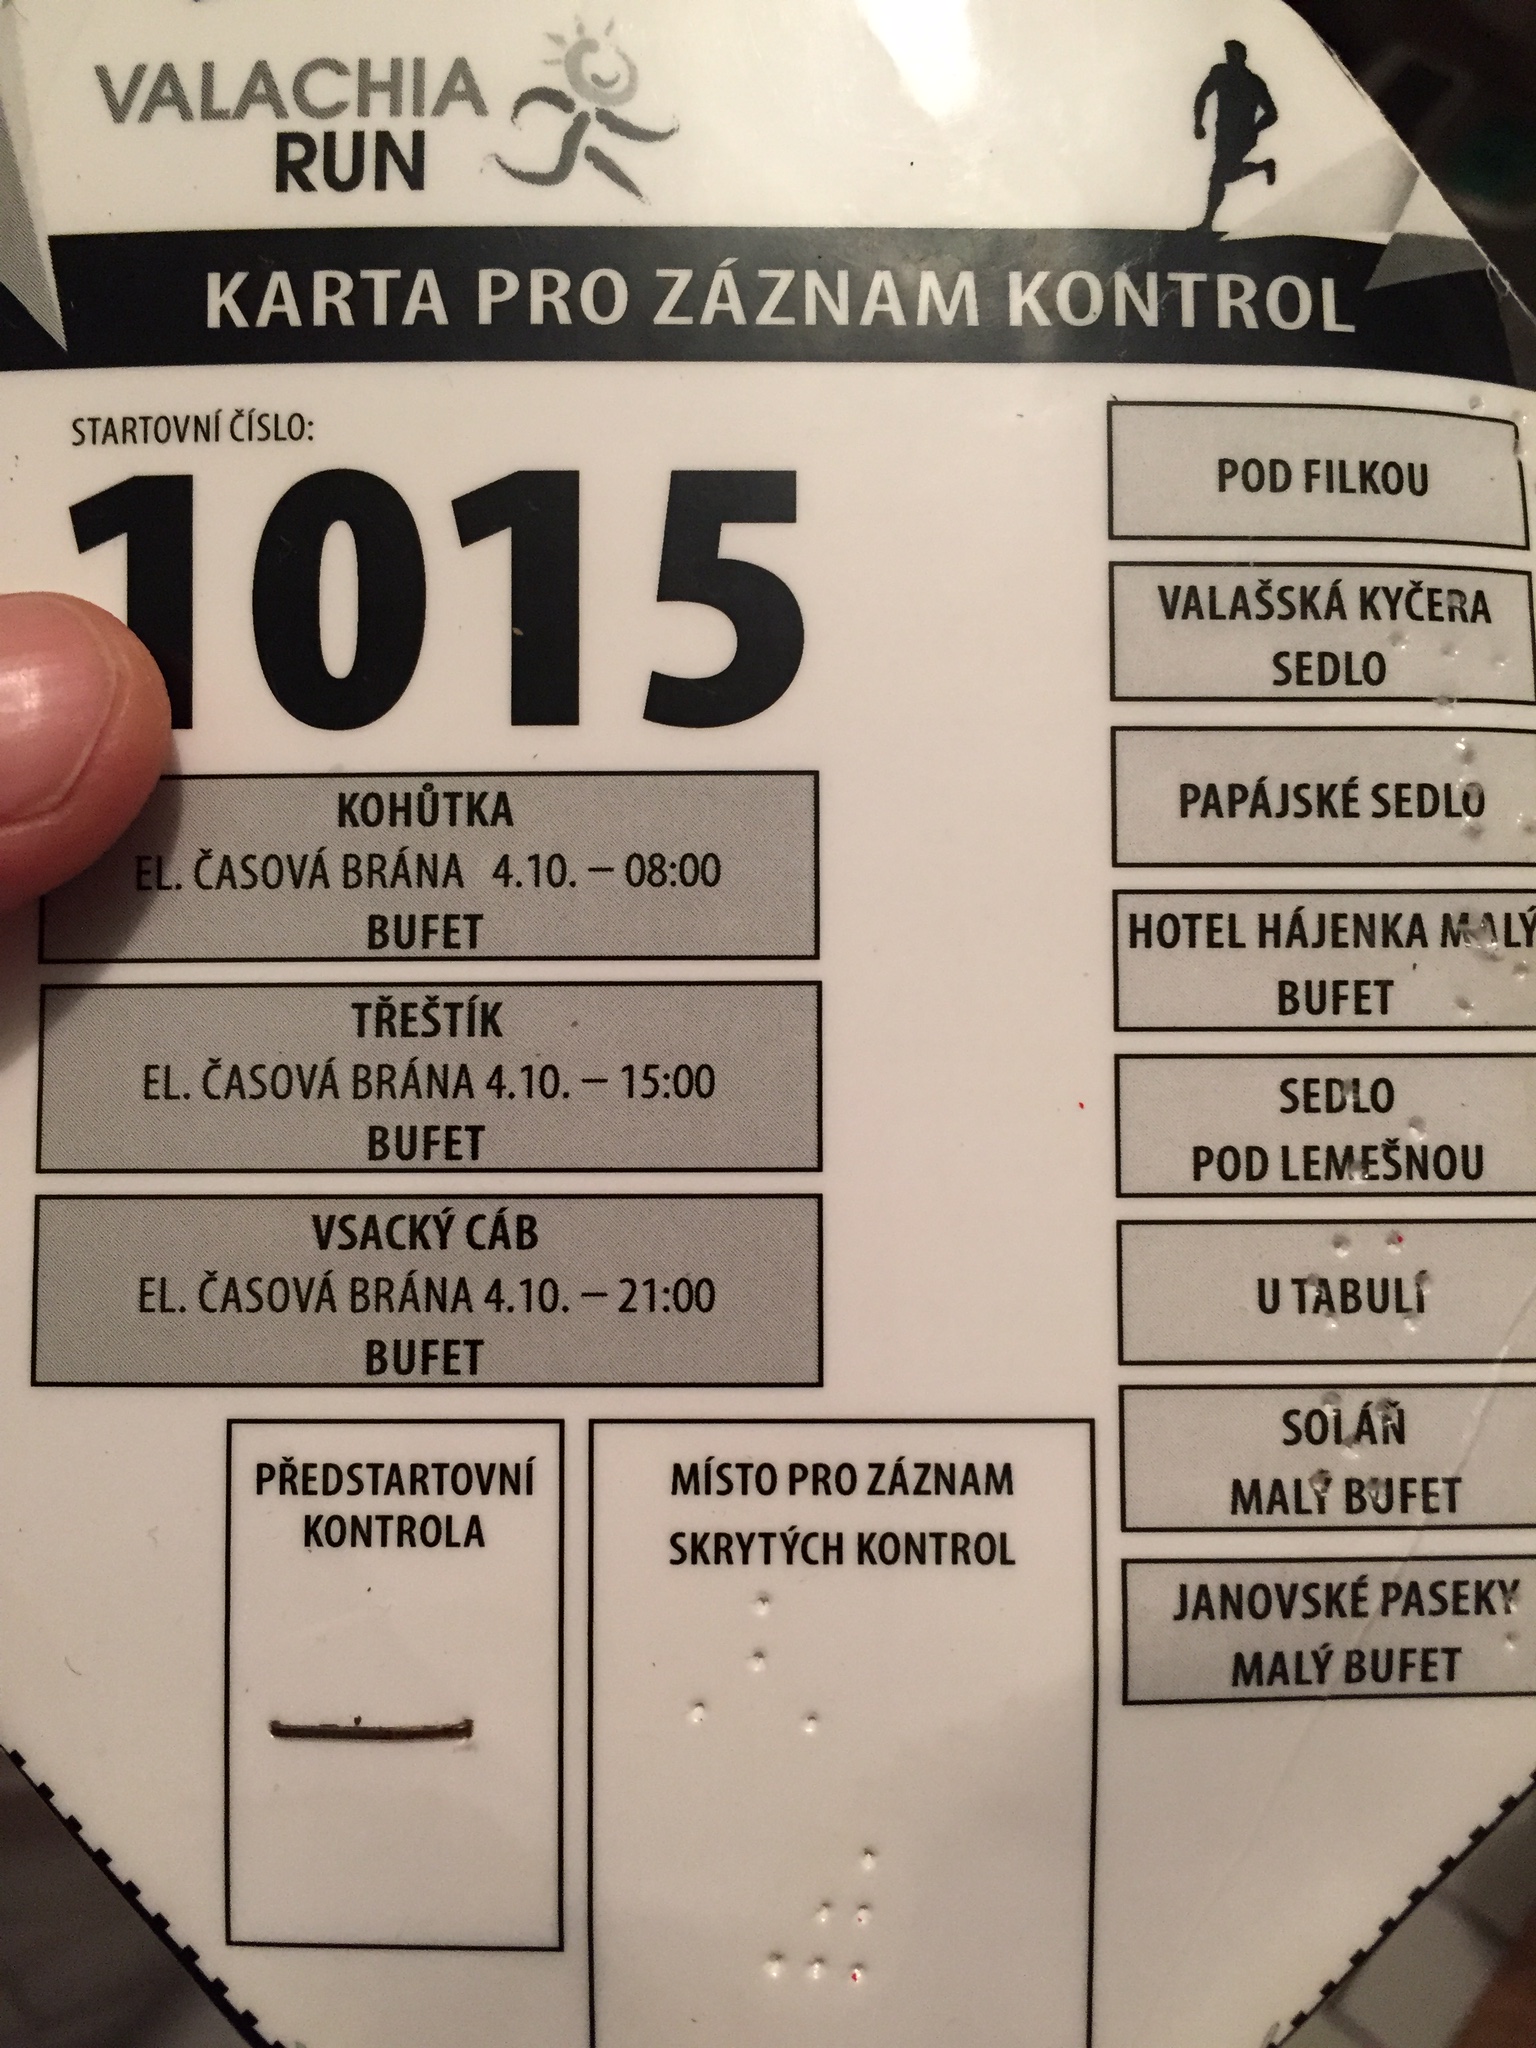 VALACHIA
RUN
KARTA PRO ZÁZNAM KONTROL
STARTOVNÍ ČÍSLO:
1015
KOHŮTKA
EL. ČASOVÁ BRÁNA 4.10. – 08:00
BUFET
TŘEŠTÍK
EL. ČASOVÁ BRÁNA 4.10. – 15:00
BUFET
VSACKÝ CÁB
EL. ČASOVÁ BRÁNA 4.10. – 21:00
BUFET
PŘEDSTARTOVNÍ
KONTROLA
MÍSTO PRO ZÁZNAM
SKRYTÝCH KONTROL
POD FILKOU
VALAŠSKÁ KYČERA
SEDLO
PAPÁJSKÉ SEDLO
HOTEL HÁJENKA MALÝ
BUFET
SEDLO
POD LEMEŠNOU
U TABULÍ
SOLÁŇ
MALÝ BUFET
JANOVSKÉ PASEKY
MALÝ BUFET